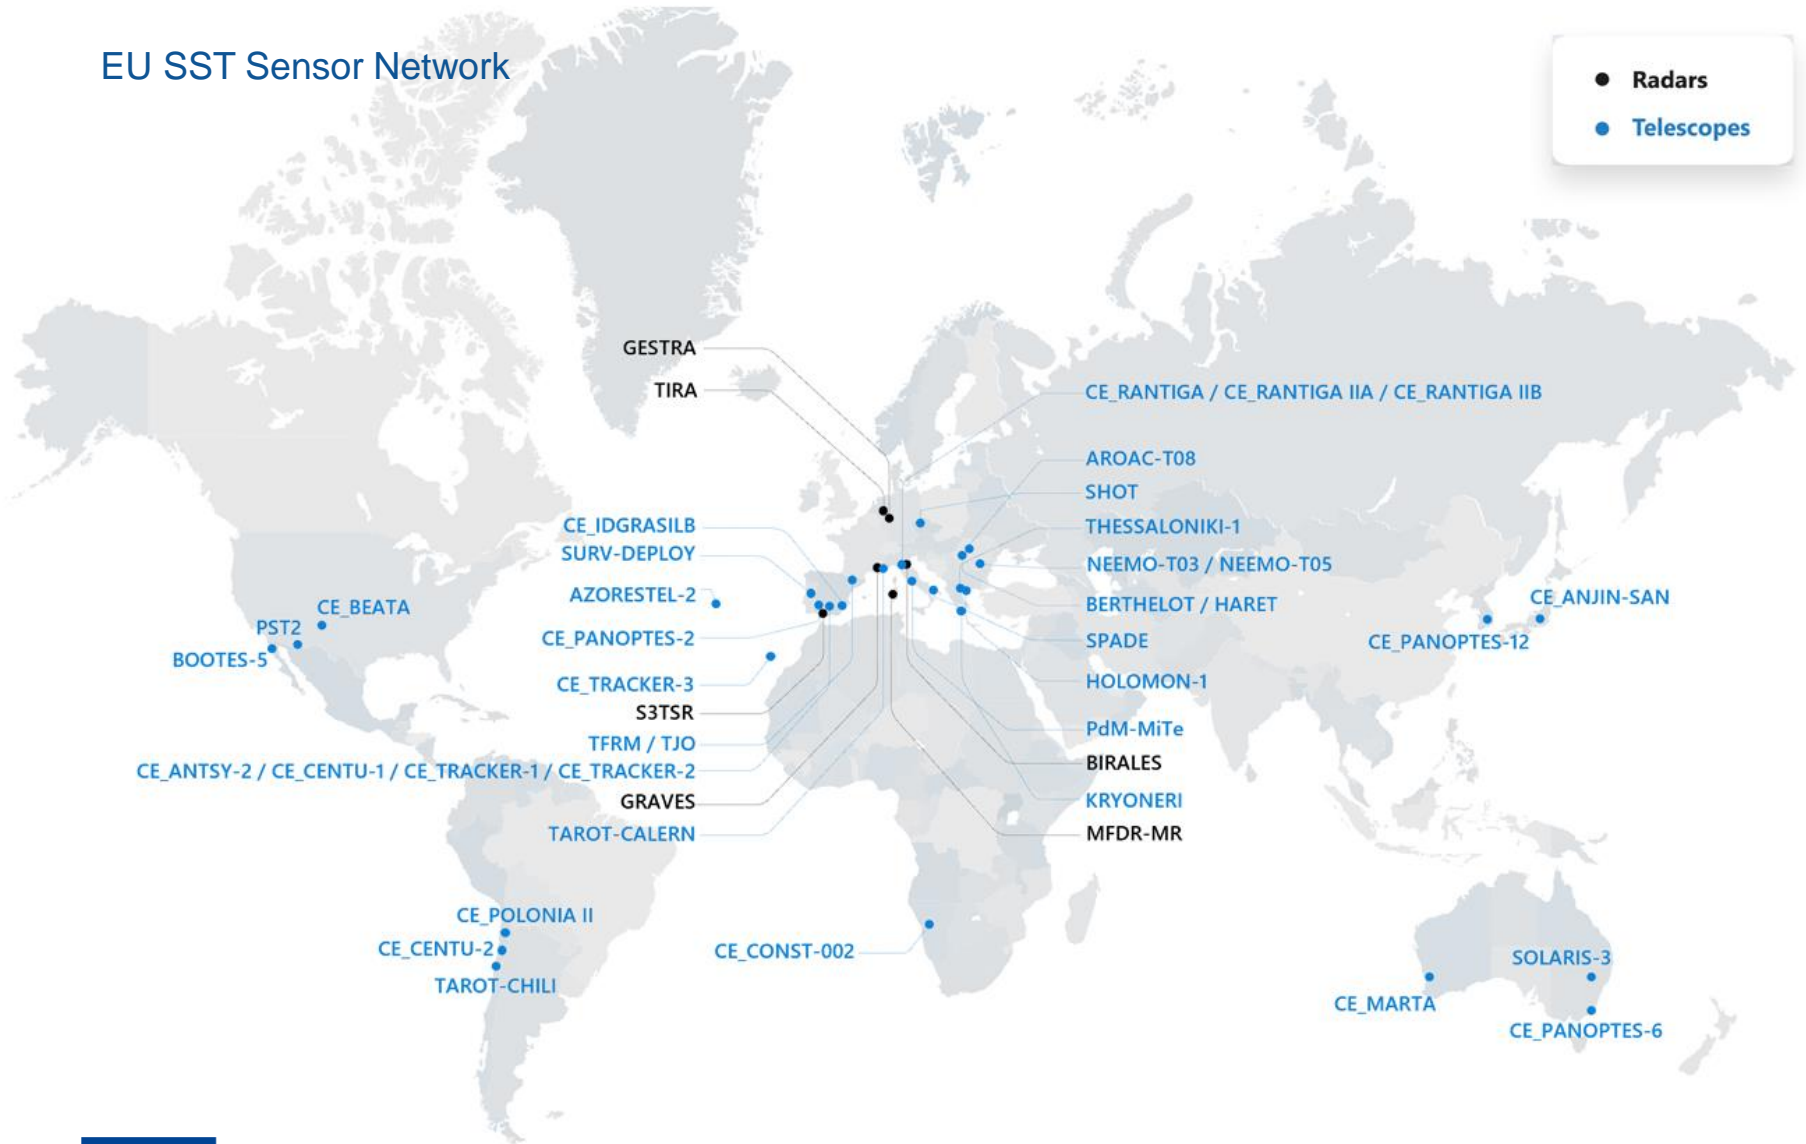 EU SST Sensor Network
Radars
Telescopes
GESTRA
TIRA
CE_RANTIGA / CE_RANTIGA IIA / CE_RANTIGA IIB
AROAC-T08
SHOT
CE_IDGRASILB
THESSALONIKI-1
SURV-DEPLOY
NEEMO-T03 / NEEMO-T05
AZORESTEL-2
BERTHELOT / HARET
CE_ANJIN-SAN
CE_BEATA
PST2
CE_PANOPTES-2
SPADE
CE_PANOPTES-12
BOOTES-5
CE_TRACKER-3
HOLOMON-1
S3TSR
PdM-MiTe
TFRM / TJO
BIRALES
CE_ANTSY-2 / CE_CENTU-1 / CE_TRACKER-1 / CE_TRACKER-2
GRAVES
KRYONERI
TAROT-CALERN
MFDR-MR
CE_POLONIA II
CE_CENTU-2
CE_CONST-002
SOLARIS-3
TAROT-CHILI
CE_MARTA
CE_PANOPTES-6